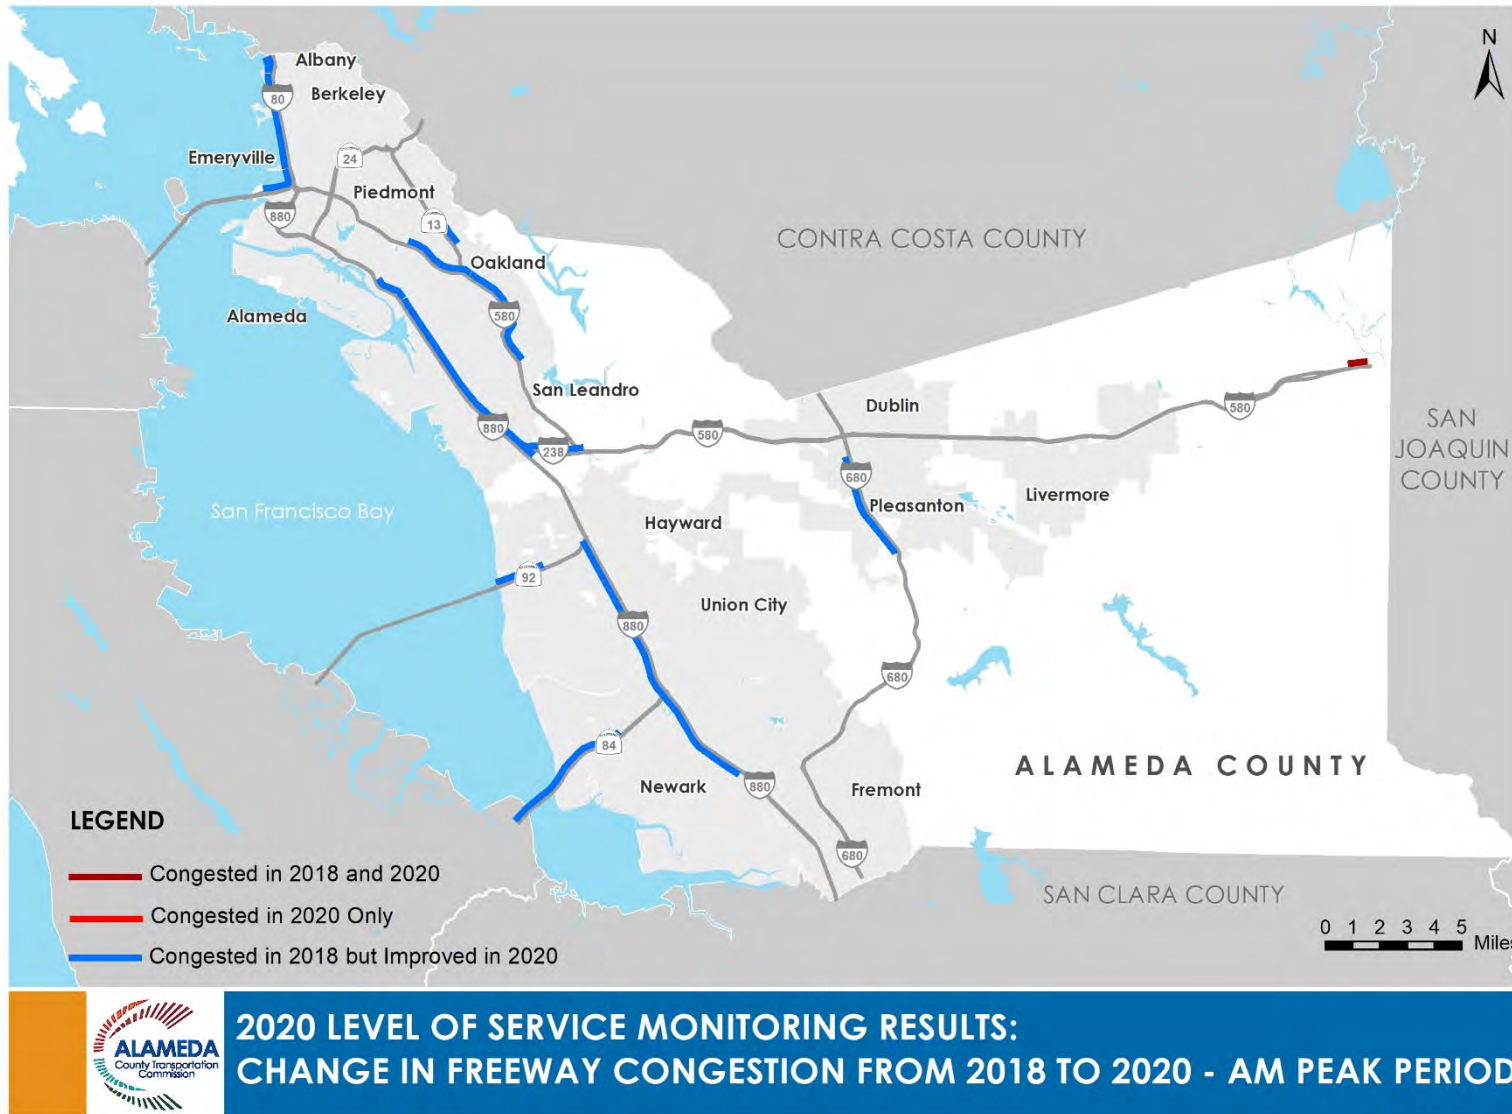 N
Albany
80
Berkeley
Emeryville
24
Piedmont
880
13
CONTRA COSTA COUNTY
Oakland
Alameda
580
San Leandro
Dublin
580
580
SAN
JOAQUIN
COUNTY
880
238
680
Pleasanton
Livermore
San Francisco Bay
Hayward
92
Union City
880
680
84
ALAMEDA COUNTY
Newark
880
Fremont
680
LEGEND
Congested in 2018 and 2020
Congested in 2020 Only
Congested in 2018 but Improved in 2020
SAN CLARA COUNTY
0 1 2 3 4 5
Miles
ALAMEDA
County Transportation
Commission
2020 LEVEL OF SERVICE MONITORING RESULTS:
CHANGE IN FREEWAY CONGESTION FROM 2018 TO 2020 - AM PEAK PERIOD